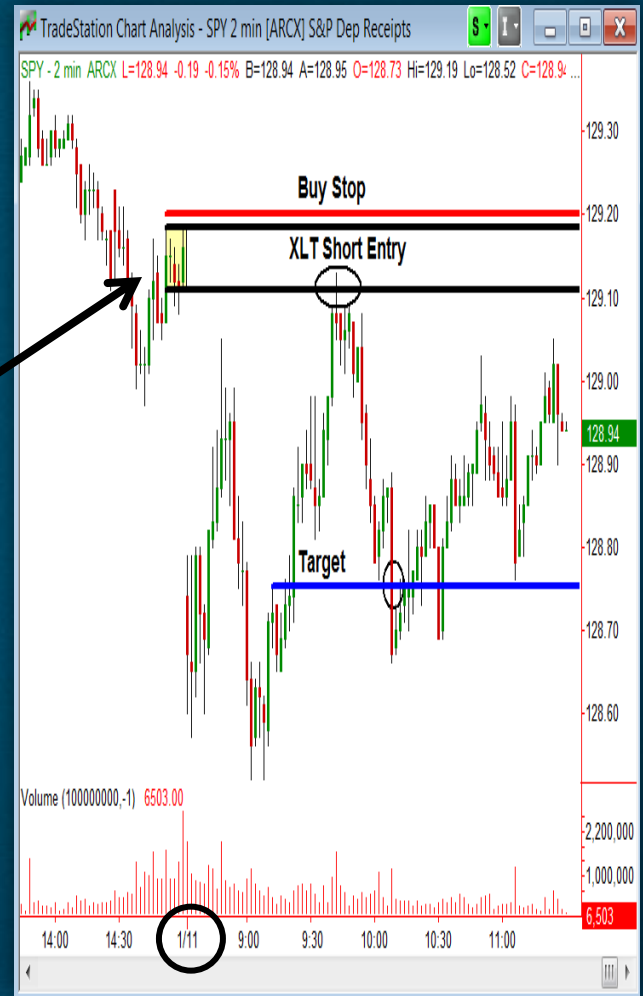 TradeStation Chart Analysis - SPY 2 min [ARCX] S&P Dep Receipts
S
I
SPY - 2 min ARCX L=128.94 -0.19 -0.15% B=128.94 A=128.95 O=128.73 Hi=129.19 Lo=128.52 C=128.94 ...
129.30
Buy Stop
129.20
XLT Short Entry
129.10
129.00
128.94
128.90
128.80
Target
128.70
128.60
Volume (100000000,-1) 6503.00
2,200,000
1,000,000
6,503
14:00 14:30 1/11 9:00 9:30 10:00 10:30 11:00